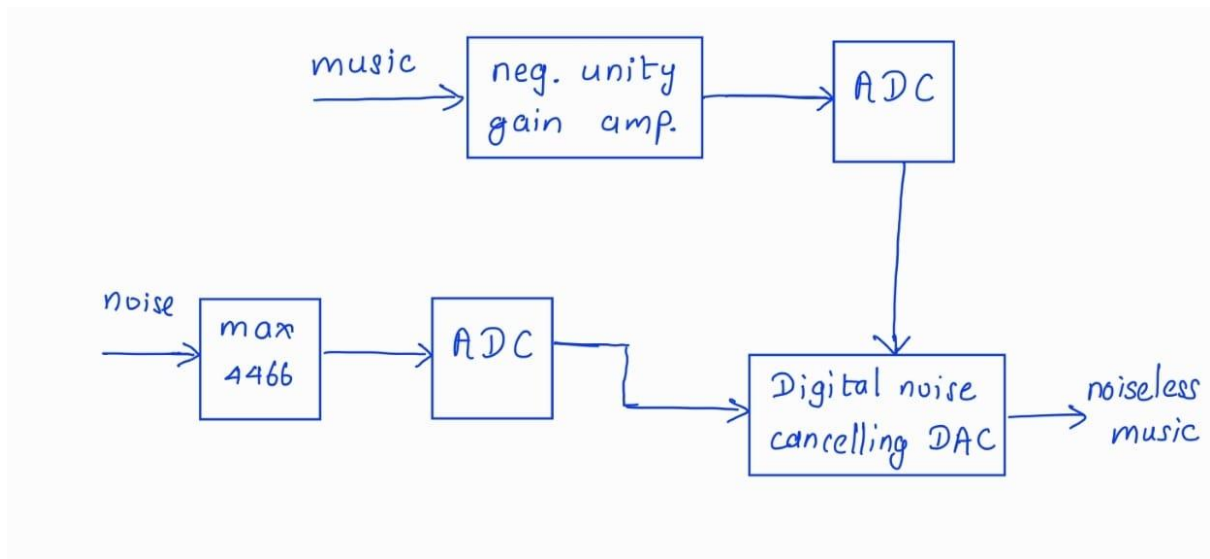 music
neg. unity
gain amp.
ADC
noise
max
4466
ADC
Digital noise
cancelling DAC
noiseless
music